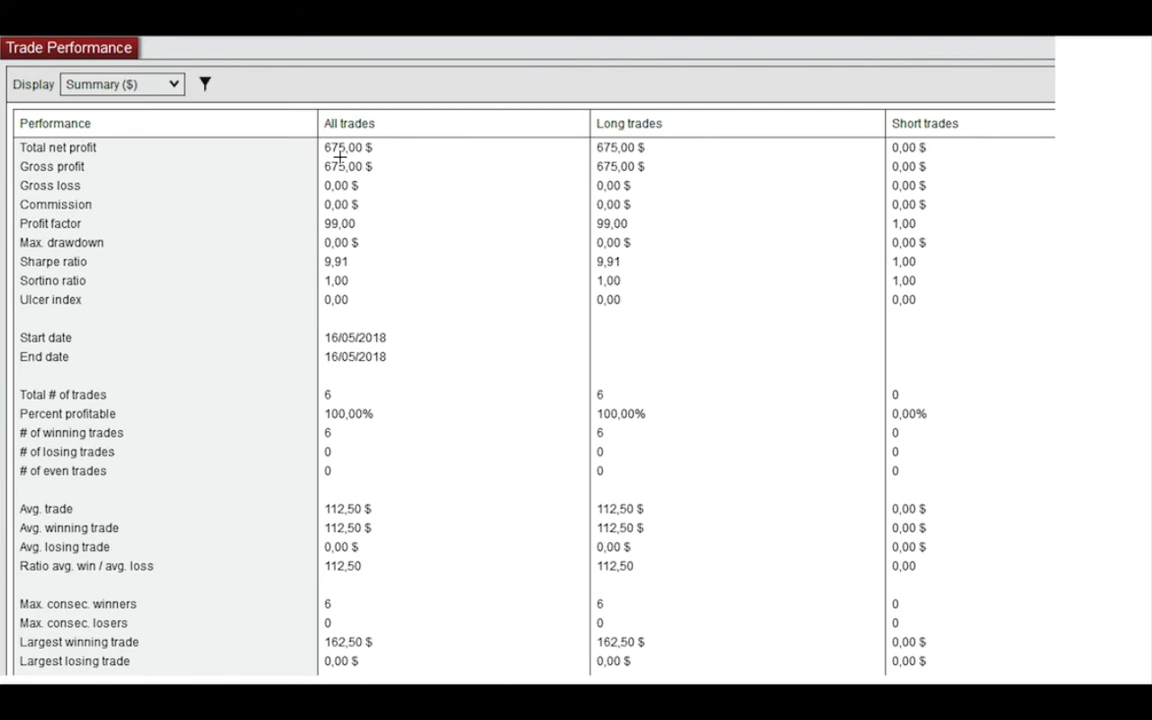 Trade Performance
Display Summary ($)
Performance All trades Long trades Short trades
Total net profit 675,00 $ 675,00 $ 0,00 $
Gross profit 675,00 $ 675,00 $ 0,00 $
Gross loss 0,00 $ 0,00 $ 0,00 $
Commission 0,00 $ 0,00 $ 0,00 $
Profit factor 99,00 99,00 1,00
Max. drawdown 0,00 $ 0,00 $ 0,00 $
Sharpe ratio 9,91 9,91 1,00
Sortino ratio 1,00 1,00 1,00
Ulcer index 0,00 0,00 0,00
Start date 16/05/2018
End date 16/05/2018
Total # of trades 6 6 0
Percent profitable 100,00% 100,00% 0,00%
# of winning trades 6 6 0
# of losing trades 0 0 0
# of even trades 0 0 0
Avg. trade 112,50 $ 112,50 $ 0,00 $
Avg. winning trade 112,50 $ 112,50 $ 0,00 $
Avg. losing trade 0,00 $ 0,00 $ 0,00 $
Ratio avg. win / avg. loss 112,50 112,50 0,00
Max. consec. winners 6 6 0
Max. consec. losers 0 0 0
Largest winning trade 162,50 $ 162,50 $ 0,00 $
Largest losing trade 0,00 $ 0,00 $ 0,00 $